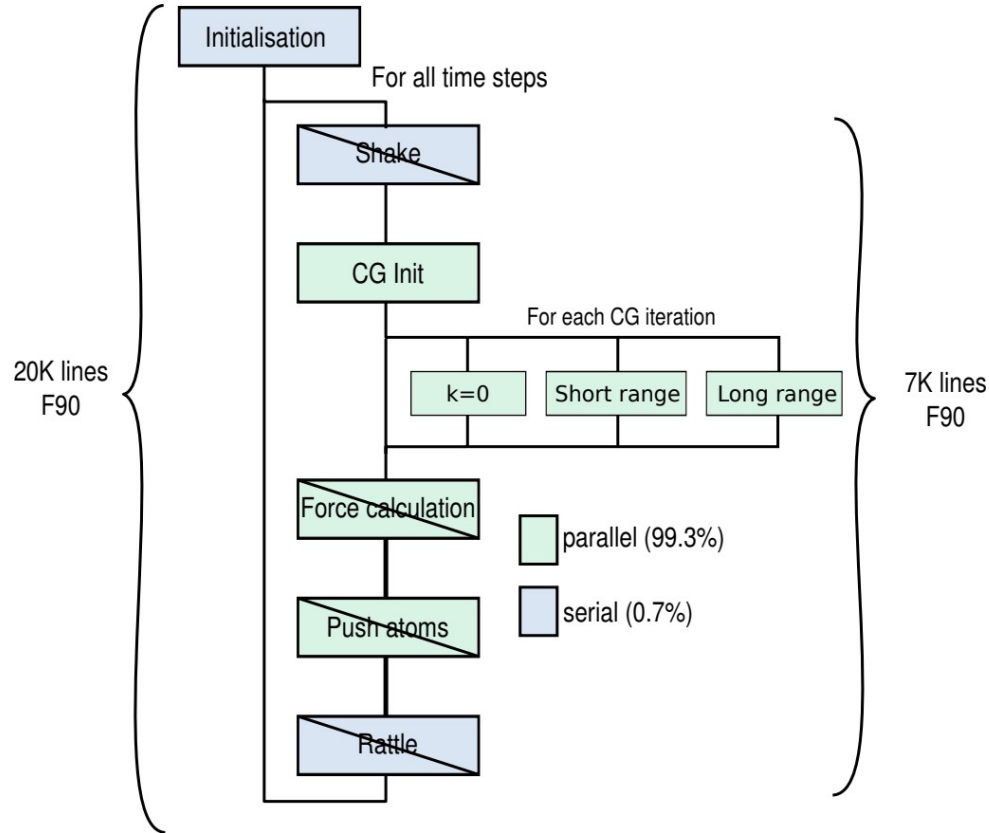 Initialisation
For all time steps
Shake
CG Init
For each CG iteration
k=0
Short range
Long range
20K lines
F90
7K lines
F90
Force calculation
parallel (99.3%)
serial (0.7%)
Push atoms
Rattle